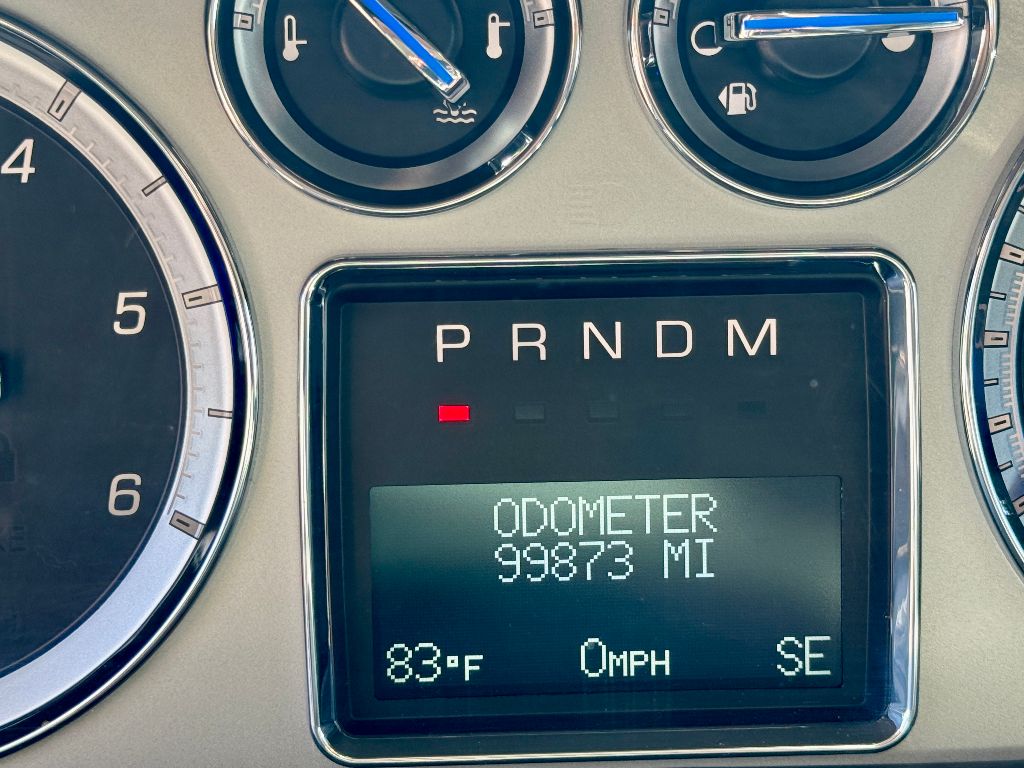 4
5
6
P R N D M
ODOMETER
99873 MI
83°F 0MPH SE